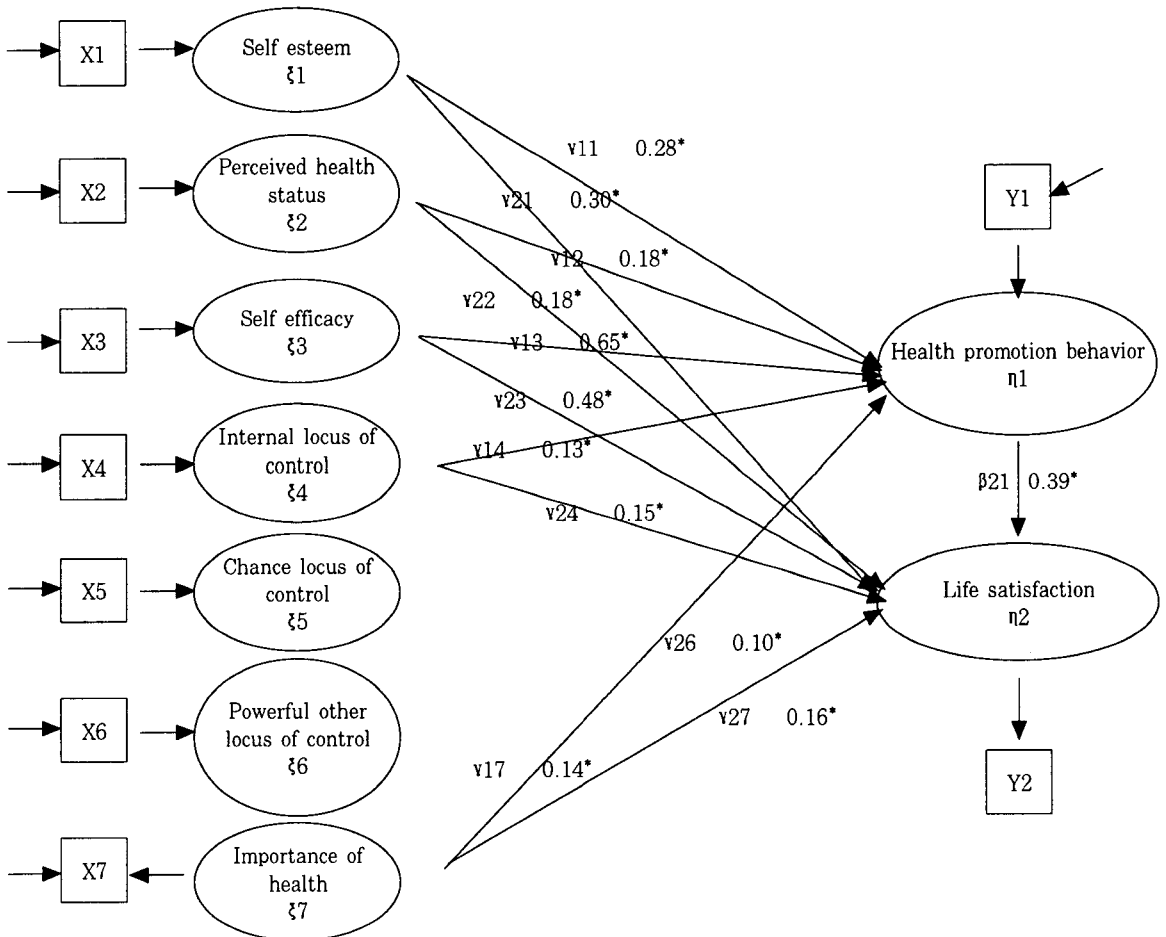 X1
Self esteem
ξ1
γ11 0.28*
X2
Perceived health
status
ξ2
γ21 0.30*
Y1
γ12 0.18*
γ22 0.18*
X3
Self efficacy
ξ3
γ13 0.65*
Health promotion behavior
η1
γ23 0.48*
X4
Internal locus of
control
ξ4
γ14 0.13*
β21 0.39*
γ24 0.15*
X5
Chance locus of
control
ξ5
Life satisfaction
η2
γ26 0.10*
X6
Powerful other
locus of control
ξ6
γ27 0.16*
γ17 0.14*
Y2
X7
Importance of
health
ξ7